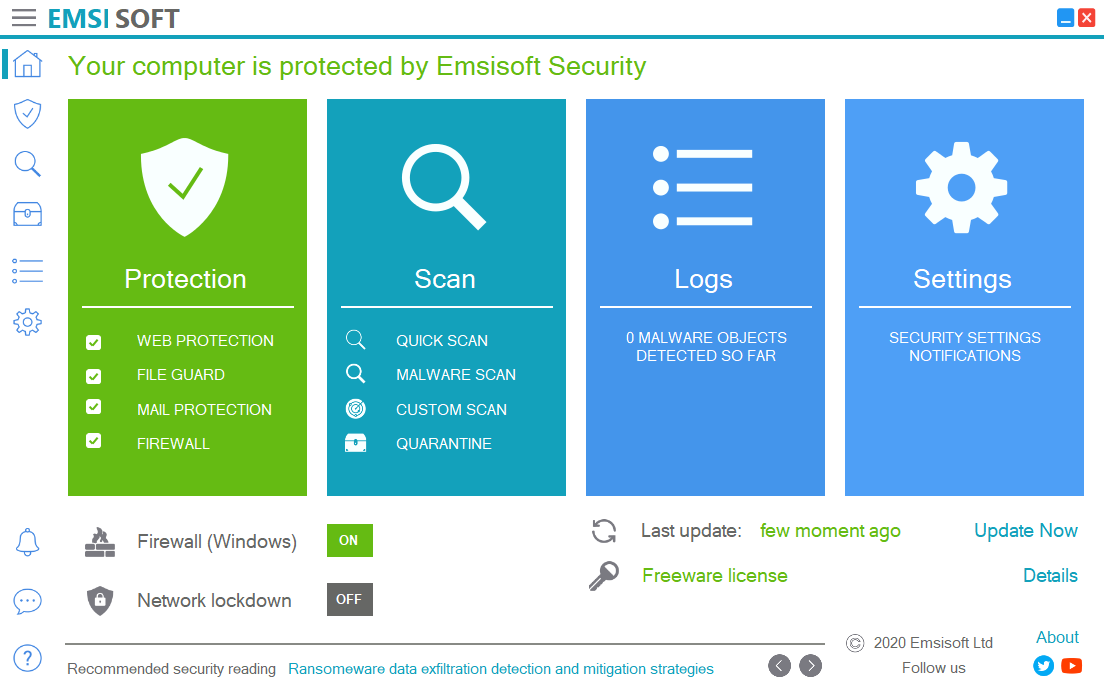 EMSISOFT
Your computer is protected by Emsisoft Security
Protection
WEB PROTECTION
FILE GUARD
MAIL PROTECTION
FIREWALL
Scan
QUICK SCAN
MALWARE SCAN
CUSTOM SCAN
QUARANTINE
Logs
0 MALWARE OBJECTS
DETECTED SO FAR
Settings
SECURITY SETTINGS
NOTIFICATIONS
Firewall (Windows) ON
Network lockdown OFF
Last update: few moment ago Update Now
Freeware license Details
Recommended security reading Ransomeware data exfiltration detection and mitigation strategies
© 2020 Emsisoft Ltd About
Follow us
?